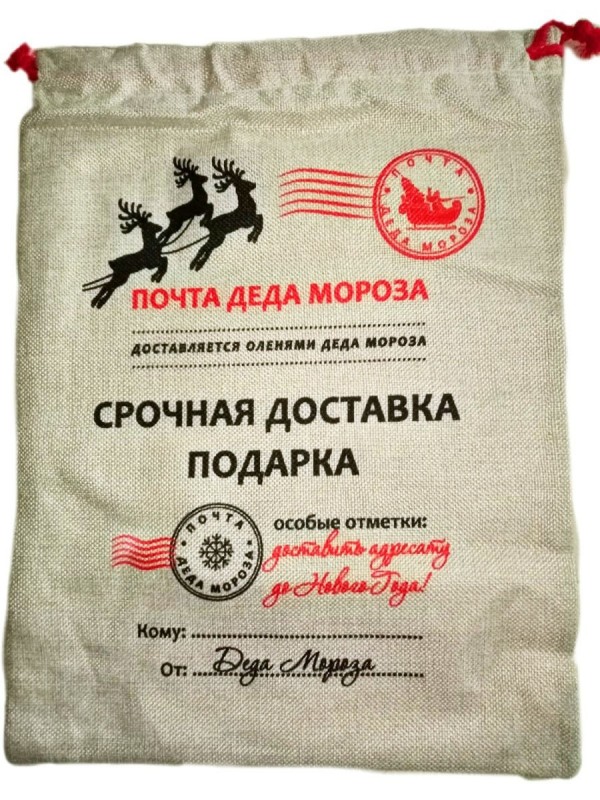 ПОЧТА
ДЕДА МОРОЗА
ПОЧТА ДЕДА МОРОЗА
ДОСТАВЛЯЕТСЯ ОЛЕНЯМИ ДЕДА МОРОЗА
СРОЧНАЯ ДОСТАВКА
ПОДАРКА
ПОЧТА
ДЕДА МОРОЗА
особые отметки:
доставить адресату
до Нового Года!
Кому:
От: Деда Мороза